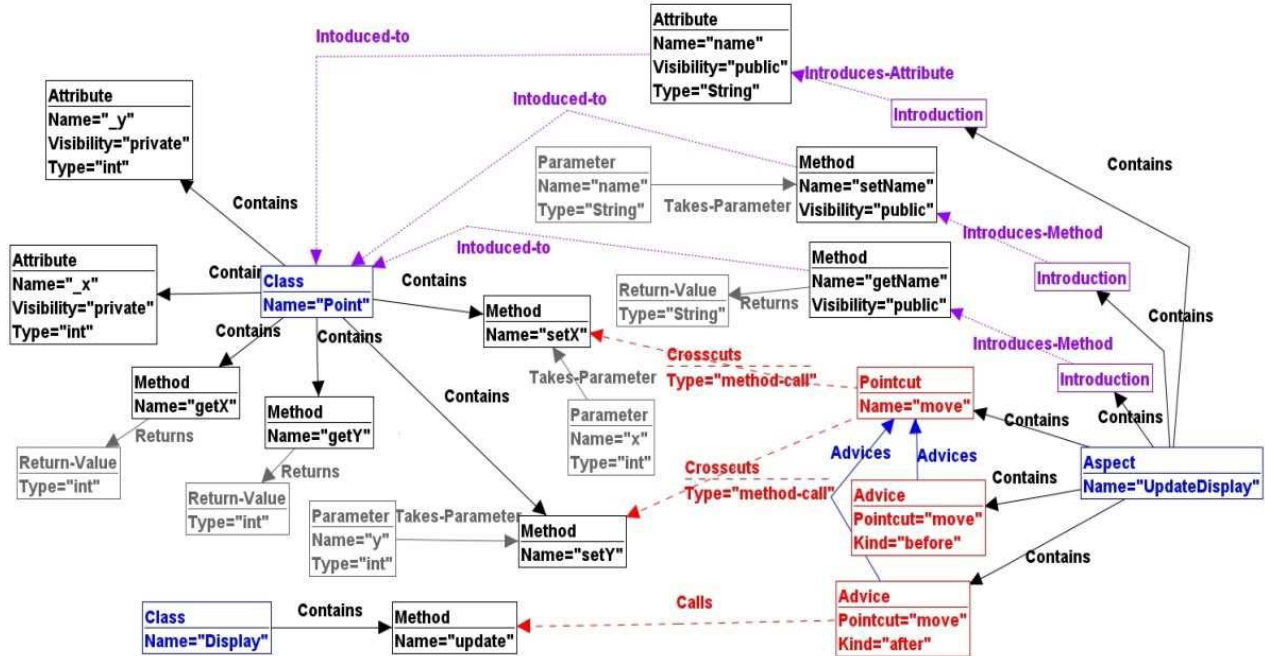 Attribute
Name="name"
Visibility="public"
Type="String"
Intoduced-to
Introduces-Attribute
Introduction
Attribute
Name="_y"
Visibility="private"
Type="int"
Intoduced-to
Parameter
Name="name"
Type="String"
Takes-Parameter
Method
Name="setName"
Visibility="public"
Contains
Contains
Introduces-Method
Introduction
Intoduced-to
Method
Name="getName"
Visibility="public"
Return-Value
Type="String"
Returns
Contains
Introduces-Method
Introduction
Attribute
Name="_x"
Visibility="private"
Type="int"
Contains
Class
Name="Point"
Contains
Method
Name="setX"
Contains
Contains
Contains
Crosscuts
Type="method-call"
Takes-Parameter
Pointcut
Name="move"
Contains
Contains
Method
Name="getX"
Returns
Method
Name="getY"
Returns
Parameter
Name="x"
Type="int"
Return-Value
Type="int"
Return-Value
Type="int"
Crosscuts
Type="method-call"
Advices
Advices
Aspect
Name="UpdateDisplay"
Contains
Advice
Pointcut="move"
Kind="before"
Parameter
Name="y"
Type="int"
Takes-Parameter
Method
Name="setY"
Contains
Class
Name="Display"
Contains
Method
Name="update"
Calls
Advice
Pointcut="move"
Kind="after"